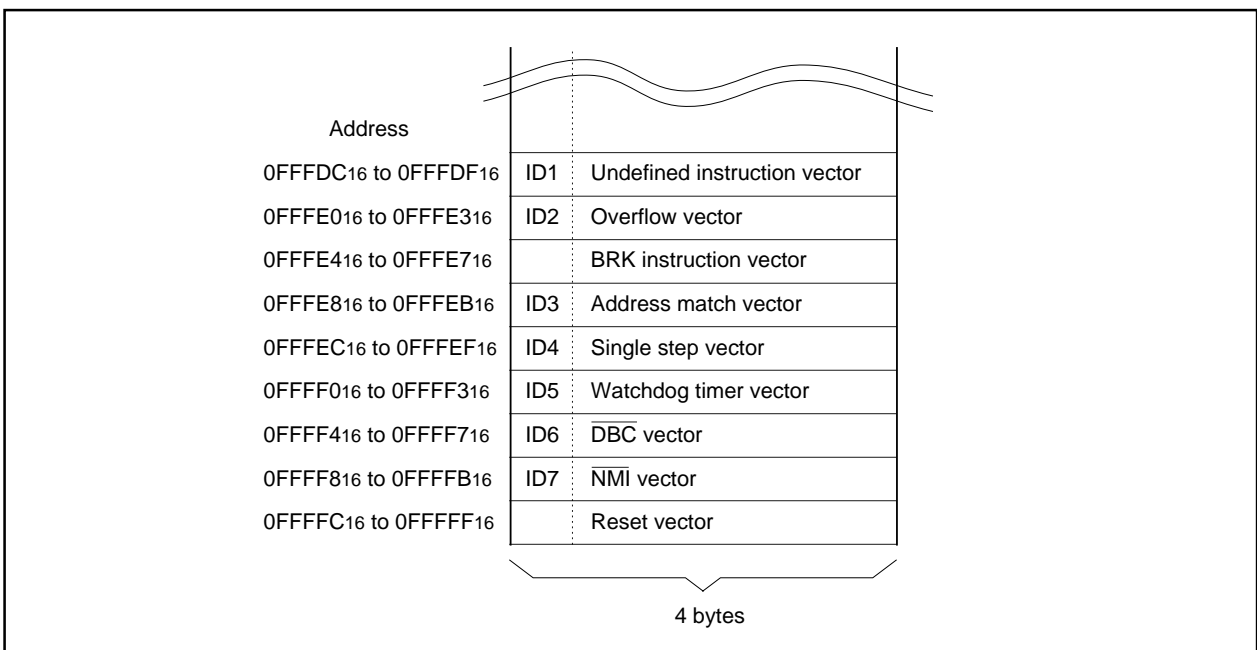 Address
0FFFDC16 to 0FFFDF16 ID1 Undefined instruction vector
0FFFE016 to 0FFFE316 ID2 Overflow vector
0FFFE416 to 0FFFE716 BRK instruction vector
0FFFE816 to 0FFFEB16 ID3 Address match vector
0FFFEC16 to 0FFFEF16 ID4 Single step vector
0FFFF016 to 0FFFF316 ID5 Watchdog timer vector
0FFFF416 to 0FFFF716 ID6 D̅B̅C̅ vector
0FFFF816 to 0FFFFB16 ID7 N̅M̅I̅ vector
0FFFFC16 to 0FFFFF16 Reset vector
4 bytes